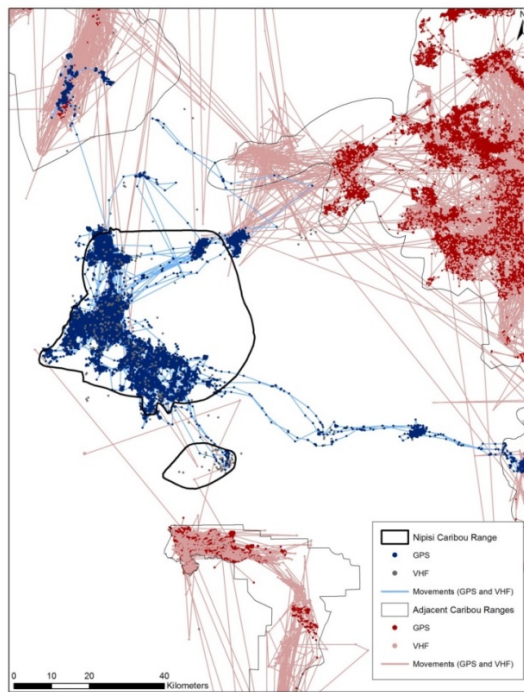 N
Nipisi Caribou Range
GPS
VHF
Movements (GPS and VHF)
Adjacent Caribou Ranges
GPS
VHF
Movements (GPS and VHF)
0 10 20 40
Kilometers